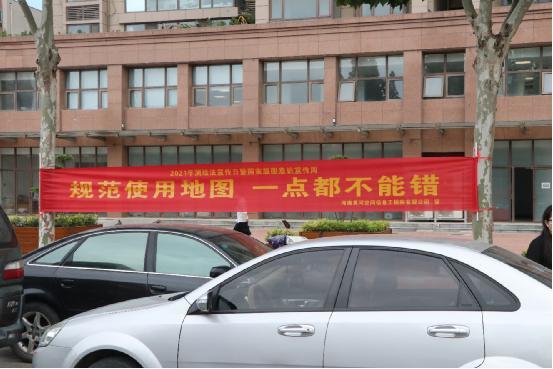 2021年测绘法宣传日暨国家版图意识宣传周
规范使用地图 一点都不能错